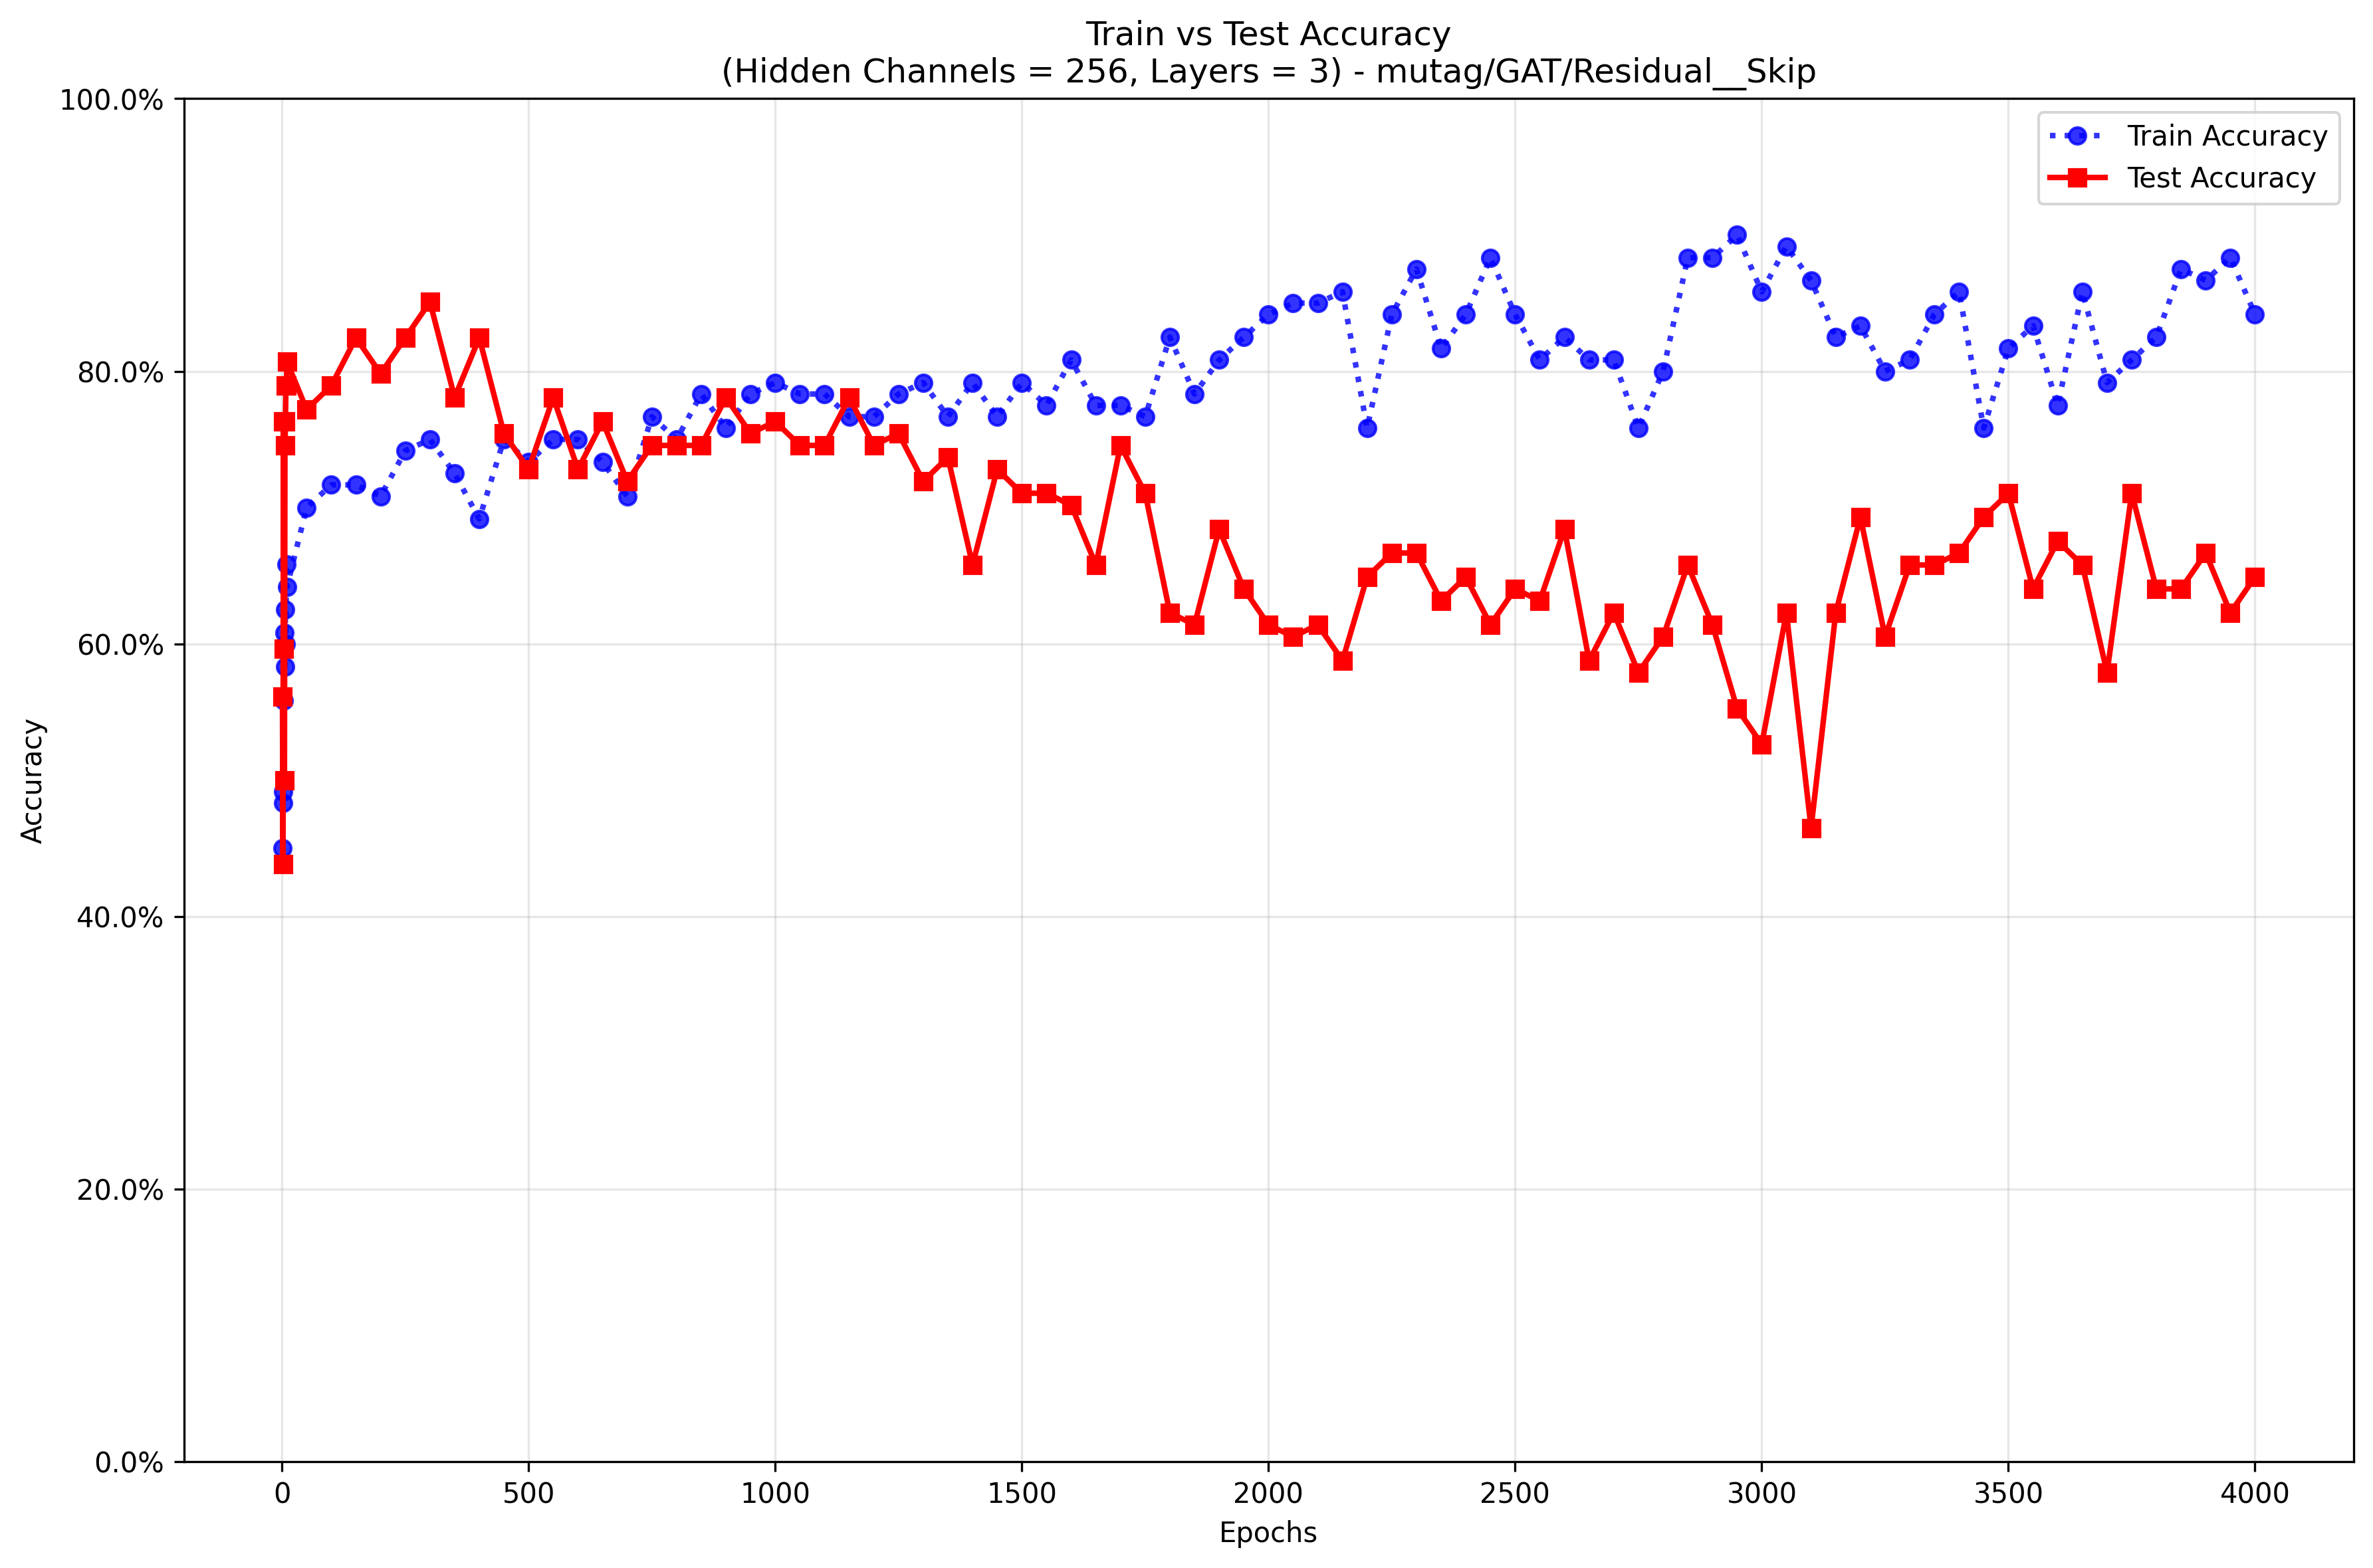 Train vs Test Accuracy
(Hidden Channels = 256, Layers = 3) - mutag/GAT/Residual__Skip
Train Accuracy
Test Accuracy
Accuracy
100.0%
80.0%
60.0%
40.0%
20.0%
0.0%
0 500 1000 1500 2000 2500 3000 3500 4000
Epochs